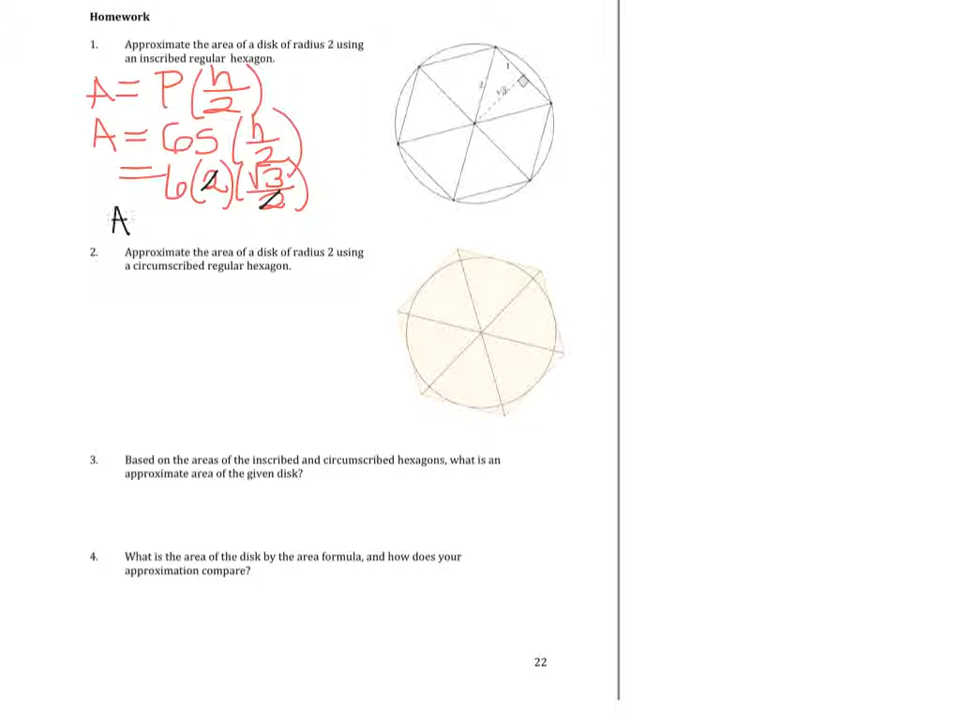 Homework
1. Approximate the area of a disk of radius 2 using
an inscribed regular hexagon.
A = P(h/2)
A = 6s(h/2)
= 6(2)(√3/2)
A
2. Approximate the area of a disk of radius 2 using
a circumscribed regular hexagon.
3. Based on the areas of the inscribed and circumscribed hexagons, what is an
approximate area of the given disk?
4. What is the area of the disk by the area formula, and how does your
approximation compare?
22